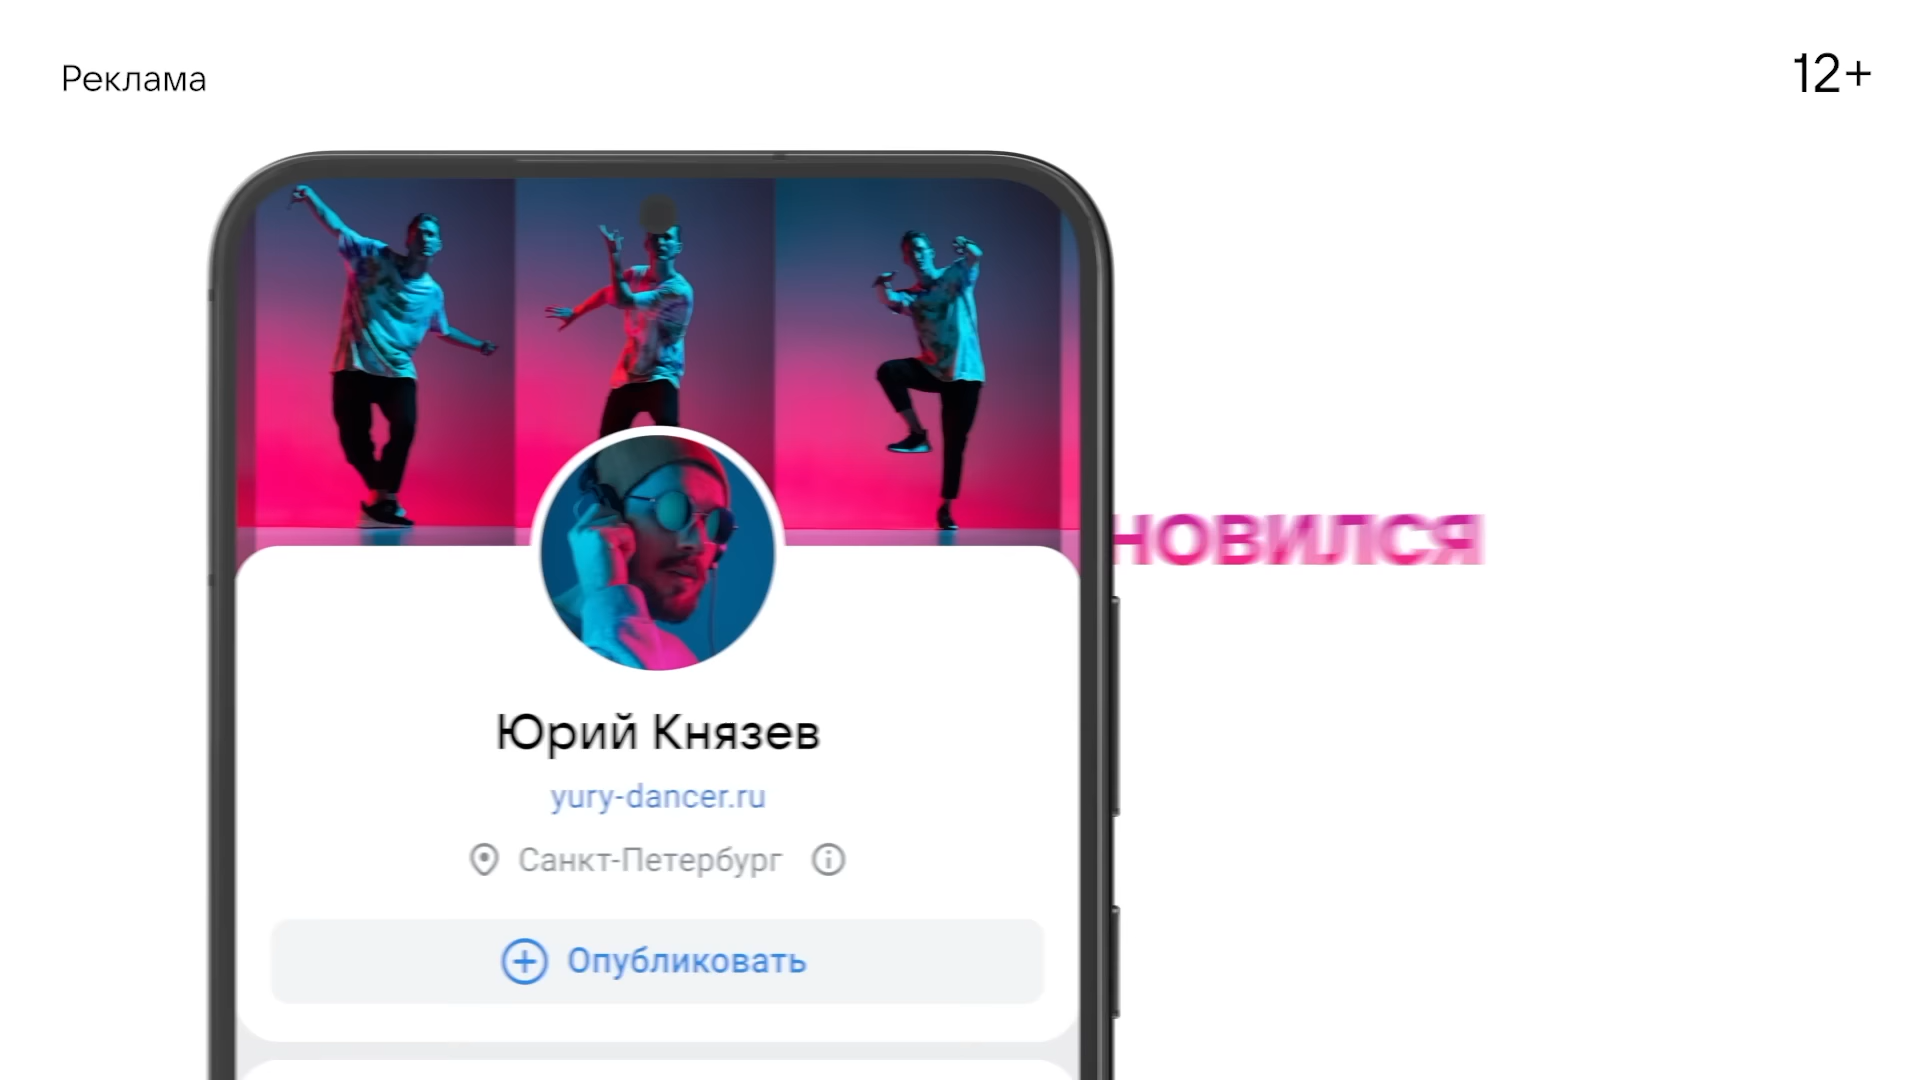 Реклама
12+
новился
Юрий Князев
yury-dancer.ru
Санкт-Петербург
Опубликовать